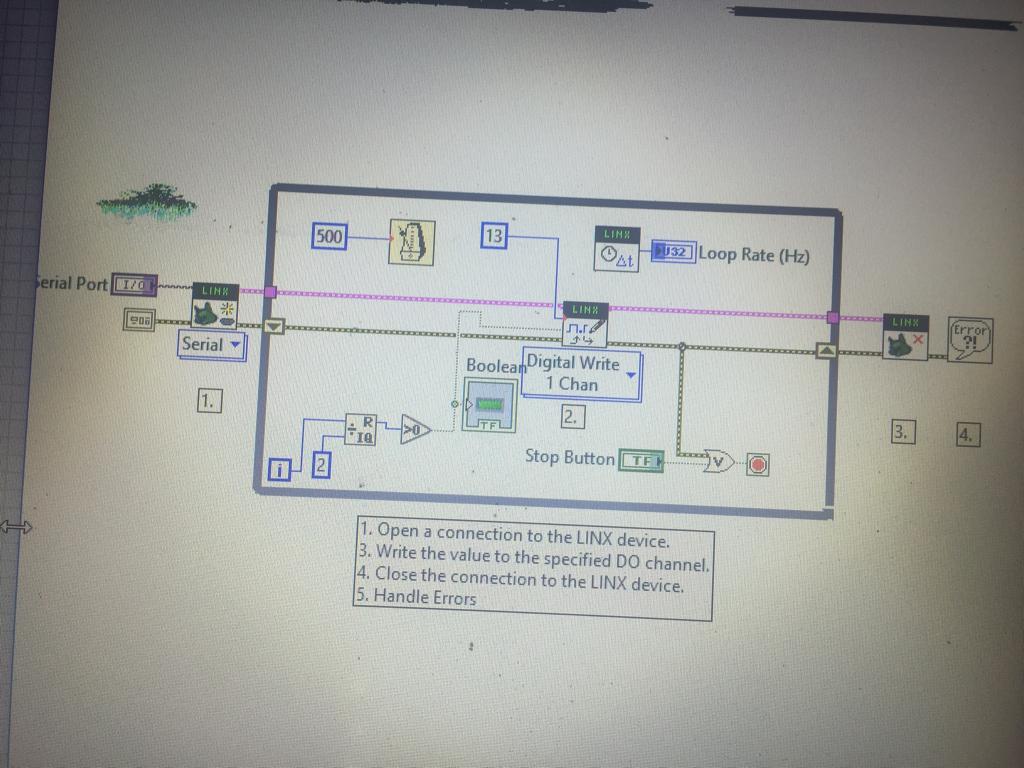 500
13
LINX
U32
Loop Rate (Hz)
Serial Port
I/O
LINX
LINX
LINX
Error
?!
Serial
Boolean
Digital Write
1 Chan
TF
1.
2.
3.
4.
R
IQ
>0
i
2
Stop Button
TF
V
1. Open a connection to the LINX device.
3. Write the value to the specified DO channel.
4. Close the connection to the LINX device.
5. Handle Errors